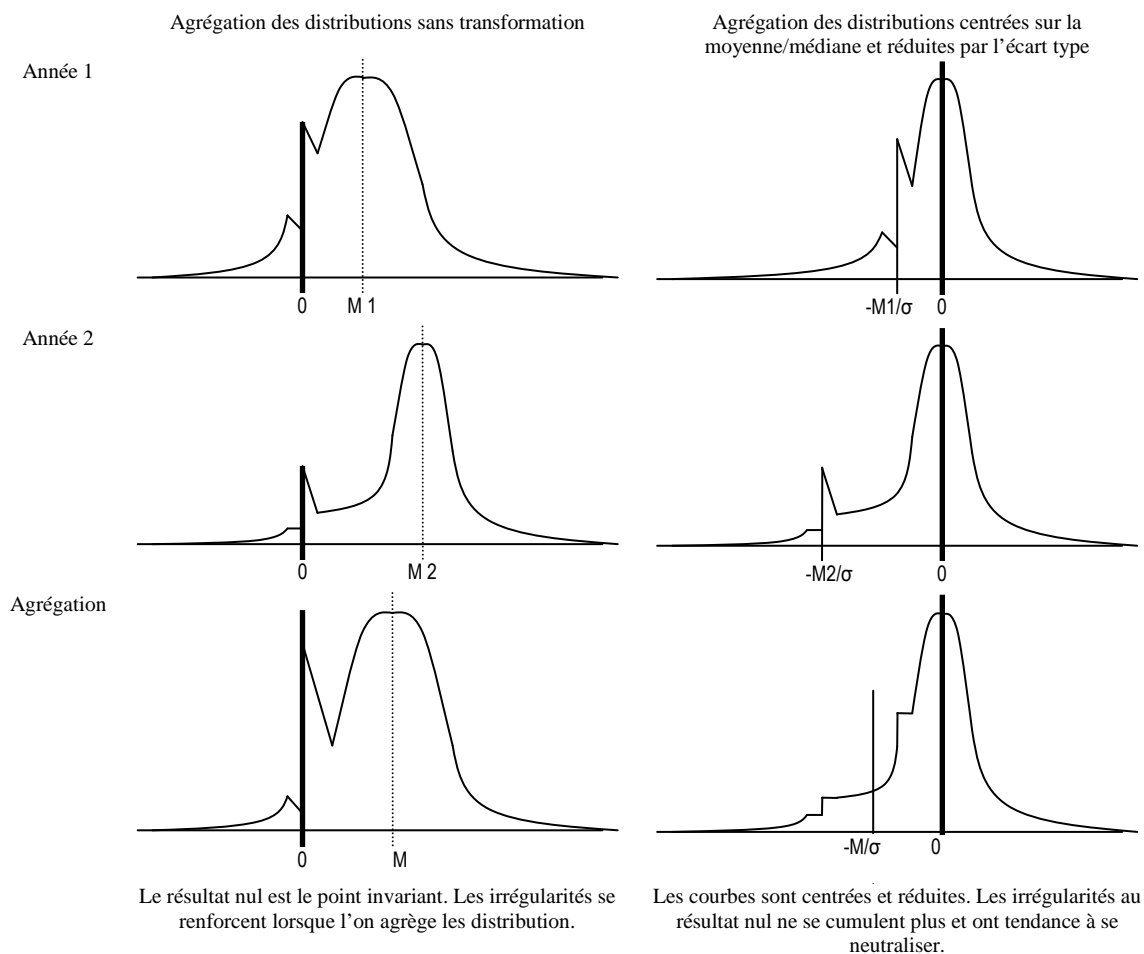 Agrégation des distributions sans transformation
Agrégation des distributions centrées sur la
moyenne/médiane et réduites par l'écart type
Année 1
0
M 1
-M1/σ
0
Année 2
0
M 2
-M2/σ
0
Agrégation
0
M
-M/σ
0
Le résultat nul est le point invariant. Les irrégularités se
renforcent lorsque l'on agrège les distribution.
Les courbes sont centrées et réduites. Les irrégularités au
résultat nul ne se cumulent plus et ont tendance à se
neutraliser.